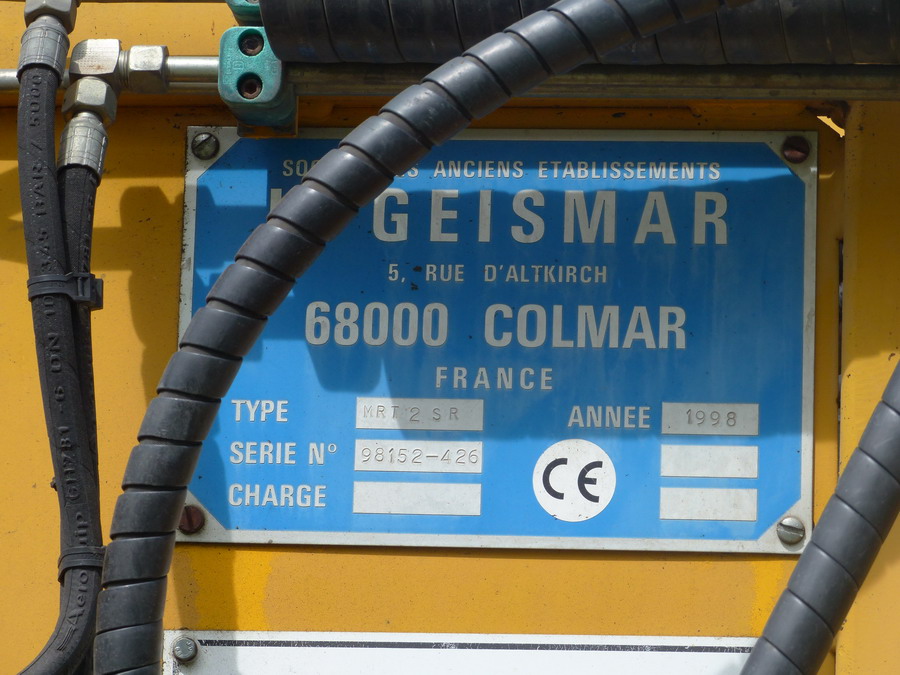 ANCIENS ETABLISSEMENTS
GEISMAR
5, RUE D'ALTKIRCH
68000 COLMAR
FRANCE
TYPE MRT 2 SR ANNEE 1998
SERIE Nº 98152-426 CE
CHARGE